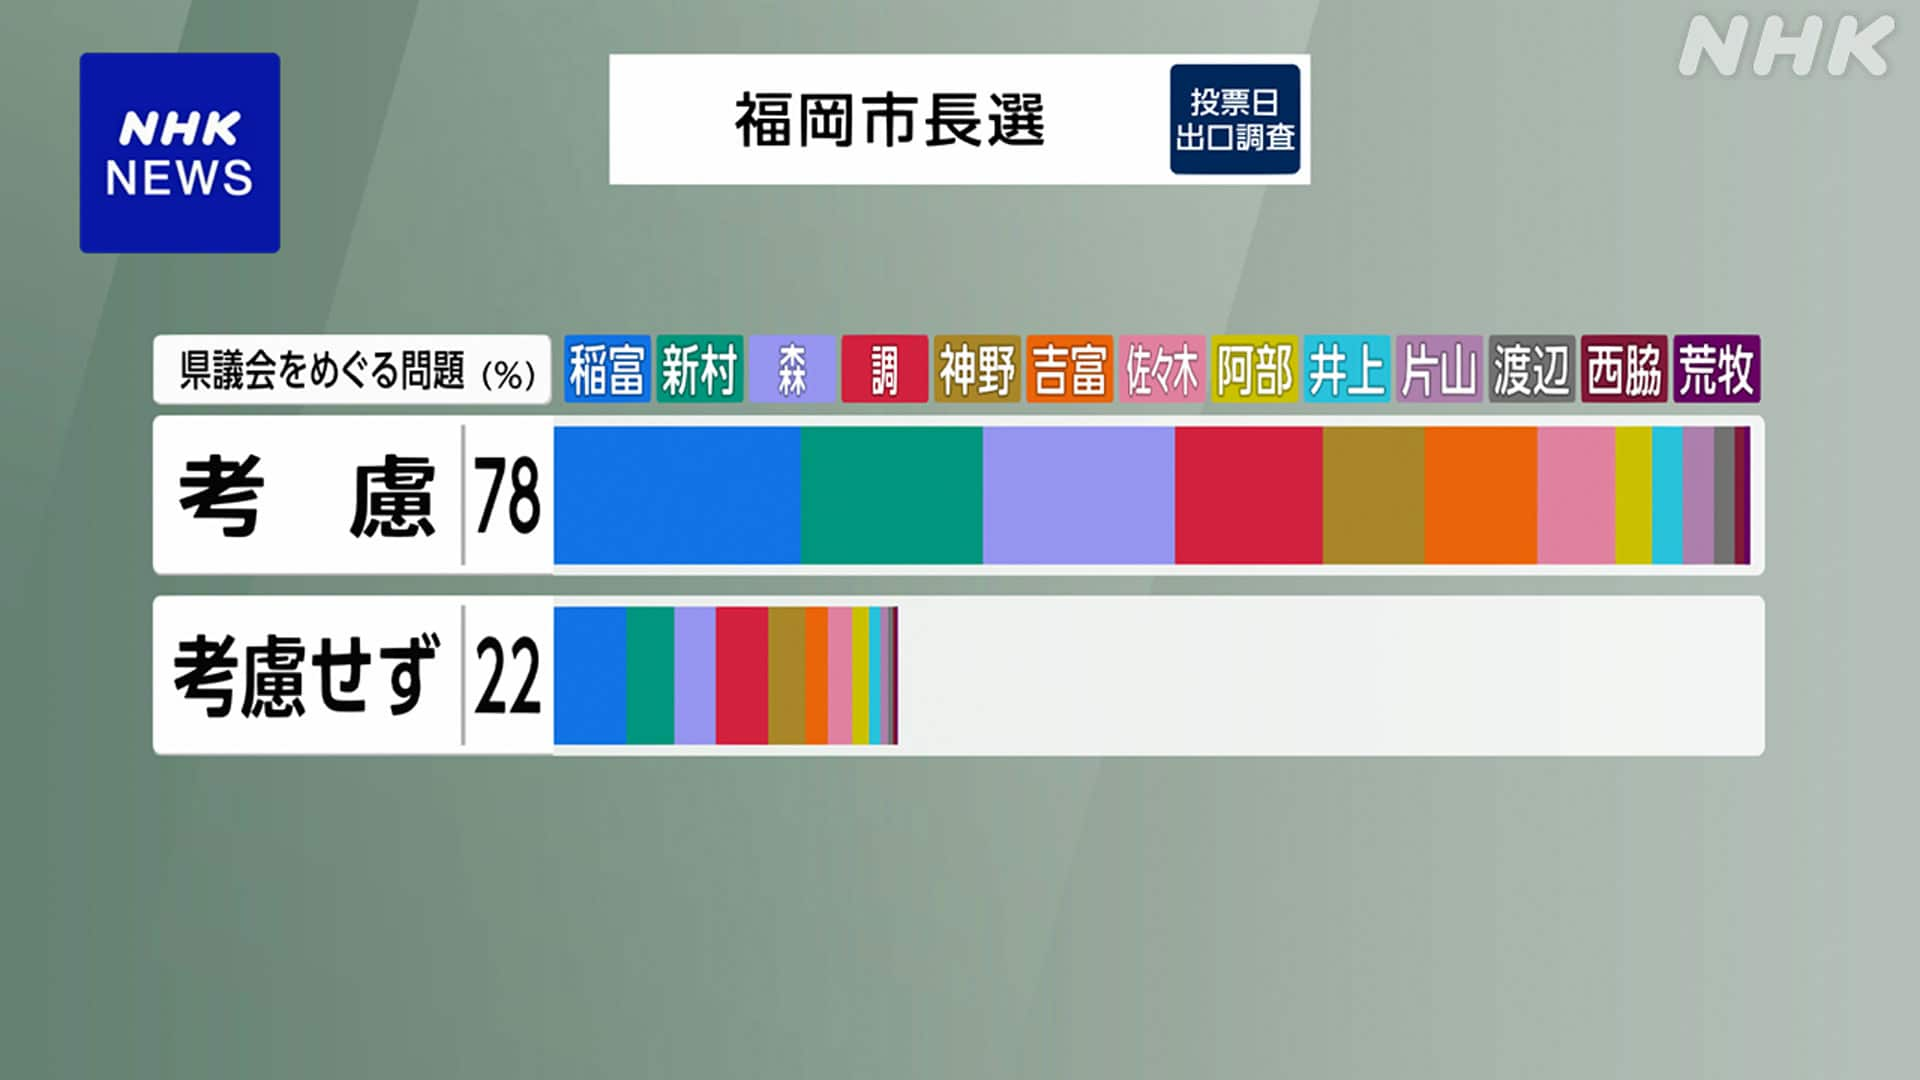 NHK
NHK
NEWS
福岡市長選
投票日
出口調査
県議会をめぐる問題 (%)
稲富 新村 森 調 神野 吉富 佐々木 阿部 井上 片山 渡辺 西脇 荒牧
考 慮 78
考慮せず 22